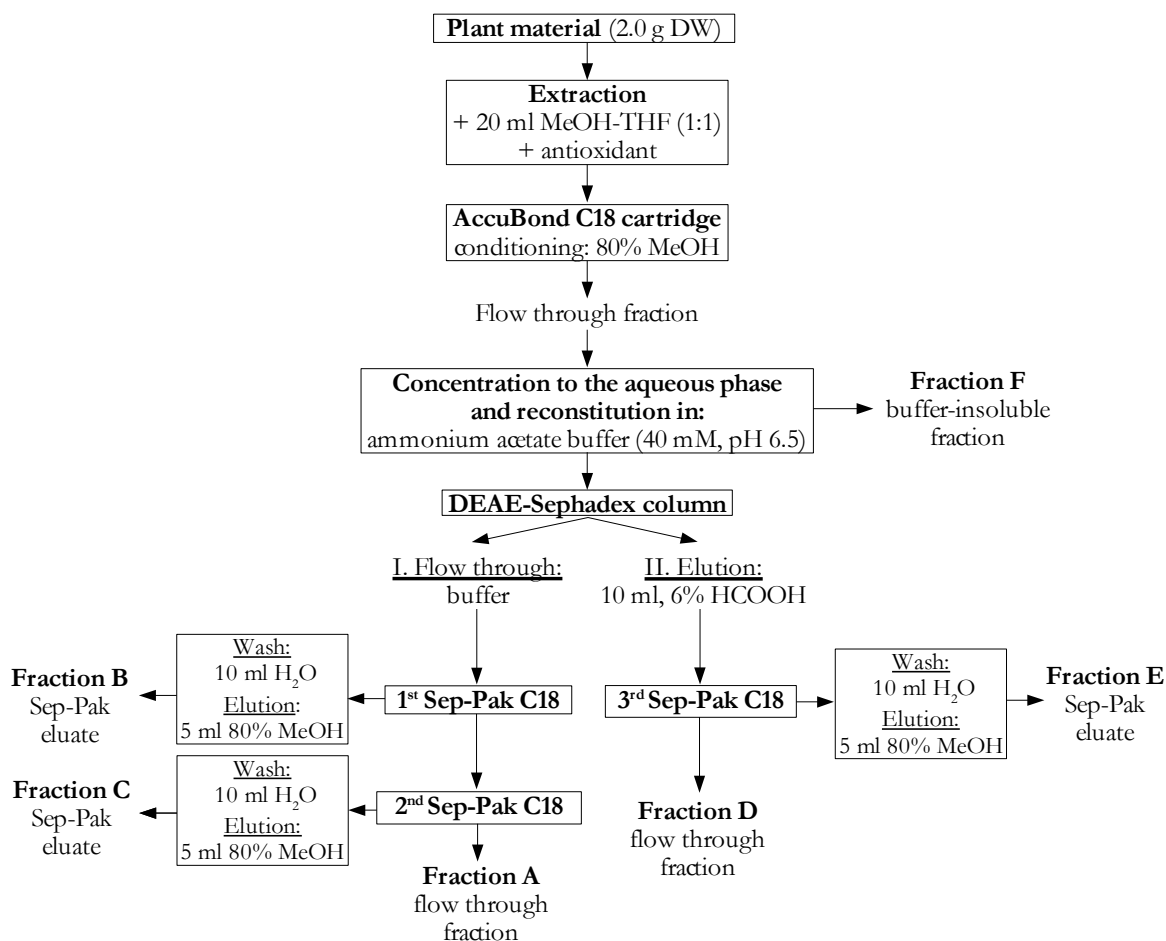 Plant material (2.0 g DW)
Extraction
+ 20 ml MeOH-THF (1:1)
+ antioxidant
AccuBond C18 cartridge
conditioning: 80% MeOH
Flow through fraction
Concentration to the aqueous phase
and reconstitution in:
ammonium acetate buffer (40 mM, pH 6.5)
Fraction F
buffer-insoluble
fraction
DEAE-Sephadex column
I. Flow through:
buffer
II. Elution:
10 ml, 6% HCOOH
Fraction B
Sep-Pak
eluate
Wash:
10 ml H2O
Elution:
5 ml 80% MeOH
1st Sep-Pak C18
3rd Sep-Pak C18
Wash:
10 ml H2O
Elution:
5 ml 80% MeOH
Fraction E
Sep-Pak
eluate
Fraction C
Sep-Pak
eluate
Wash:
10 ml H2O
Elution:
5 ml 80% MeOH
2nd Sep-Pak C18
Fraction D
flow through
fraction
Fraction A
flow through
fraction